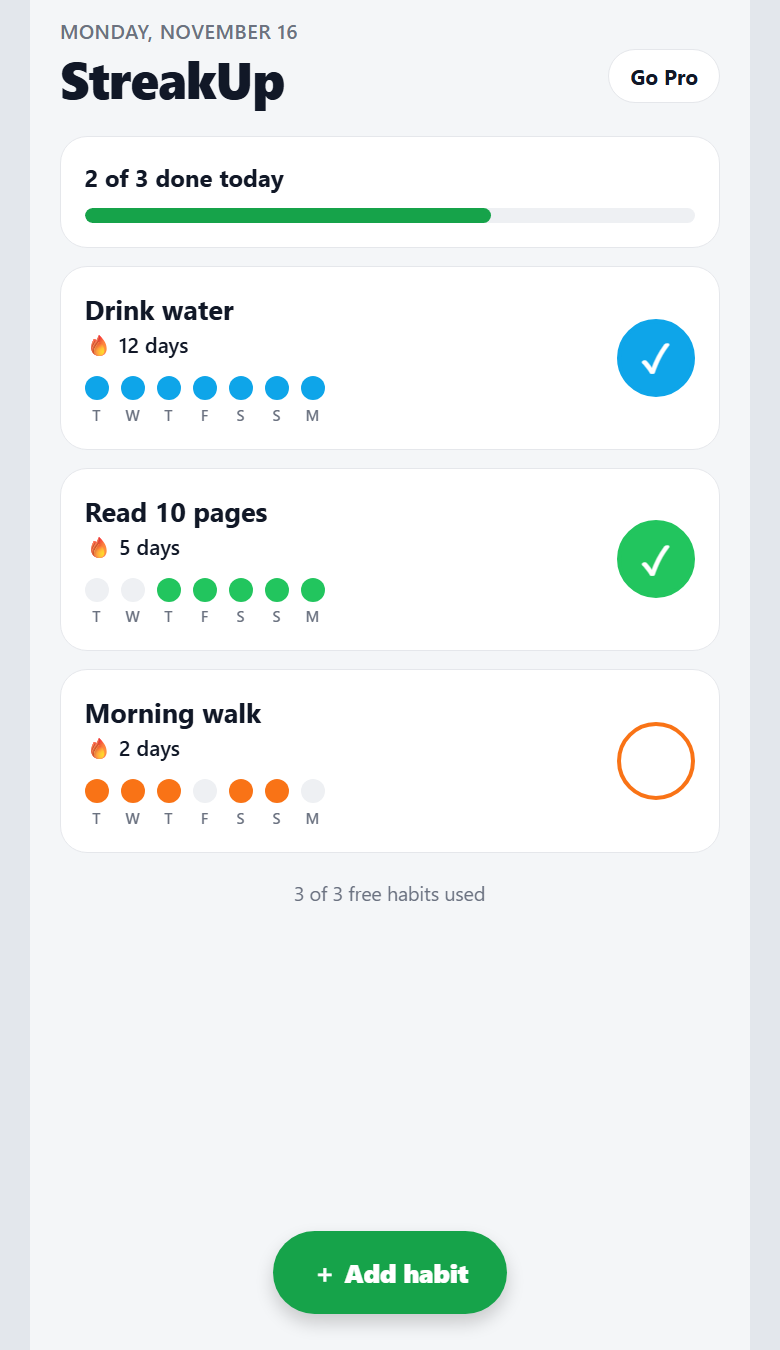 MONDAY, NOVEMBER 16
StreakUp
Go Pro
2 of 3 done today
Drink water
🔥 12 days
T W T F S S M
✓
Read 10 pages
🔥 5 days
T W T F S S M
✓
Morning walk
🔥 2 days
T W T F S S M
3 of 3 free habits used
+ Add habit